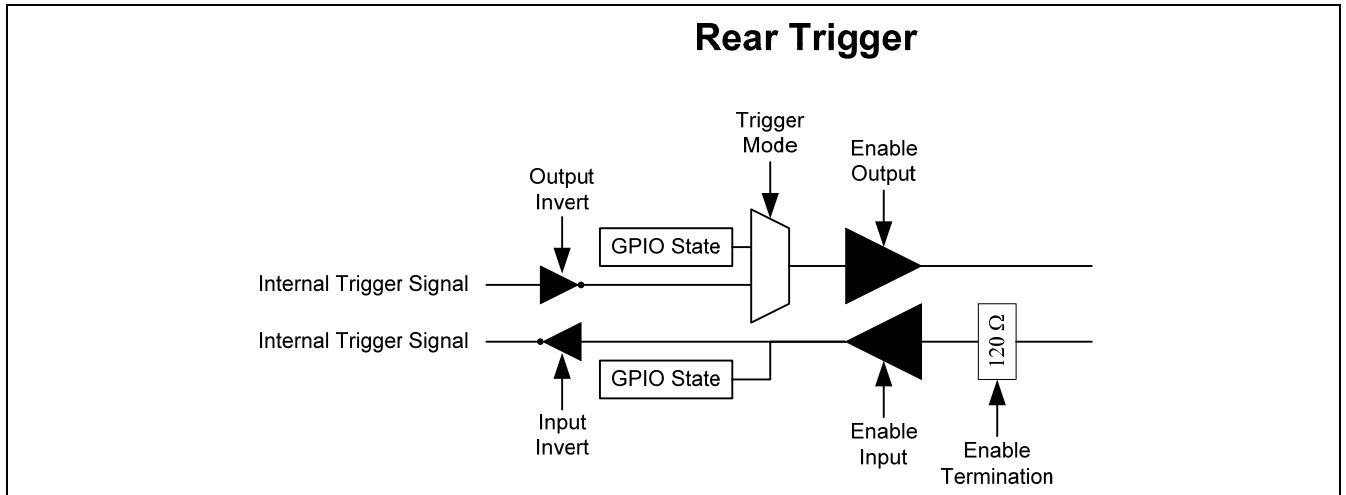 Rear Trigger
Trigger
Mode
Enable
Output
Output
Invert
GPIO State
Internal Trigger Signal
Internal Trigger Signal
120 Ω
GPIO State
Input
Invert
Enable
Input
Enable
Termination